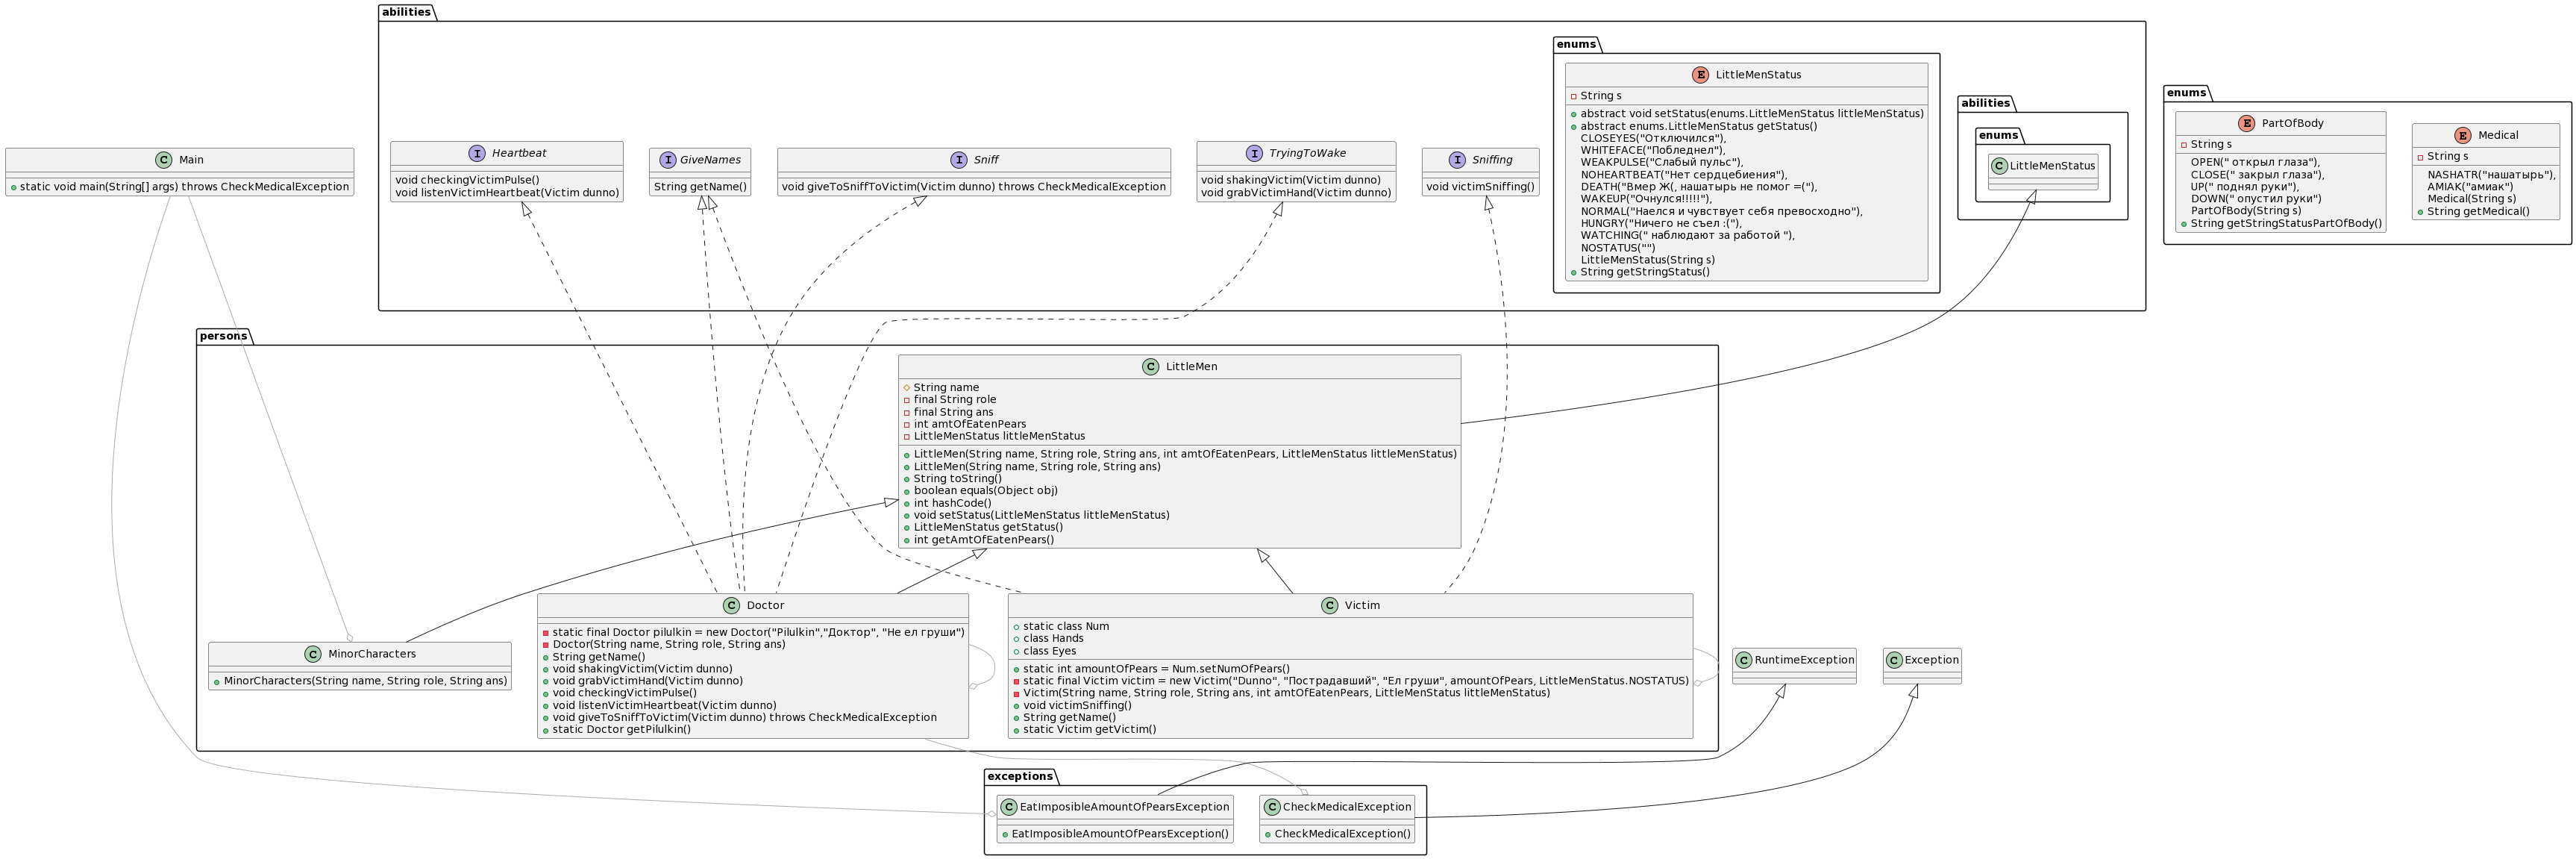 abilities
enums
E LittleMenStatus
String s
abstract void setStatus(enums.LittleMenStatus littleMenStatus)
abstract enums.LittleMenStatus getStatus()
CLOSEYES("Отключился"),
WHITEFACE("Побледнел"),
WEAKPULSE("Слабый пульс"),
NOHEARTBEAT("Нет сердцебиения"),
DEATH("Вмер Ж(, нашатырь не помог =("),
WAKEUP("Очнулся!!!!!"),
NORMAL("Наелся и чувствует себя превосходно"),
HUNGRY("Ничего не съел :("),
WATCHING(" наблюдают за работой "),
NOSTATUS("")
LittleMenStatus(String s)
String getStringStatus()
abilities
enums
C LittleMenStatus
enums
E PartOfBody
String s
OPEN(" открыл глаза"),
CLOSE(" закрыл глаза"),
UP(" поднял руки"),
DOWN(" опустил руки")
PartOfBody(String s)
String getStringStatusPartOfBody()
E Medical
String s
NASHATR("нашатырь"),
AMIAK("амиак")
Medical(String s)
String getMedical()
C Main
static void main(String[] args) throws CheckMedicalException
I Heartbeat
void checkingVictimPulse()
void listenVictimHeartbeat(Victim dunno)
I GiveNames
String getName()
I Sniff
void giveToSniffToVictim(Victim dunno) throws CheckMedicalException
I TryingToWake
void shakingVictim(Victim dunno)
void grabVictimHand(Victim dunno)
I Sniffing
void victimSniffing()
persons
C LittleMen
String name
final String role
final String ans
int amtOfEatenPears
LittleMenStatus littleMenStatus
LittleMen(String name, String role, String ans, int amtOfEatenPears, LittleMenStatus littleMenStatus)
LittleMen(String name, String role, String ans)
String toString()
boolean equals(Object obj)
int hashCode()
void setStatus(LittleMenStatus littleMenStatus)
LittleMenStatus getStatus()
int getAmtOfEatenPears()
C MinorCharacters
MinorCharacters(String name, String role, String ans)
C Doctor
static final Doctor pilulkin = new Doctor("Pilulkin","Доктор", "Не ел груши")
Doctor(String name, String role, String ans)
String getName()
void shakingVictim(Victim dunno)
void grabVictimHand(Victim dunno)
void checkingVictimPulse()
void listenVictimHeartbeat(Victim dunno)
void giveToSniffToVictim(Victim dunno) throws CheckMedicalException
static Doctor getPilulkin()
C Victim
static class Num
class Hands
class Eyes
static int amountOfPears = Num.setNumOfPears()
static final Victim victim = new Victim("Dunno", "Пострадавший", "Ел груши", amountOfPears, LittleMenStatus.NOSTATUS)
Victim(String name, String role, String ans, int amtOfEatenPears, LittleMenStatus littleMenStatus)
void victimSniffing()
String getName()
static Victim getVictim()
C RuntimeException
C Exception
exceptions
C EatImposibleAmountOfPearsException
EatImposibleAmountOfPearsException()
C CheckMedicalException
CheckMedicalException()